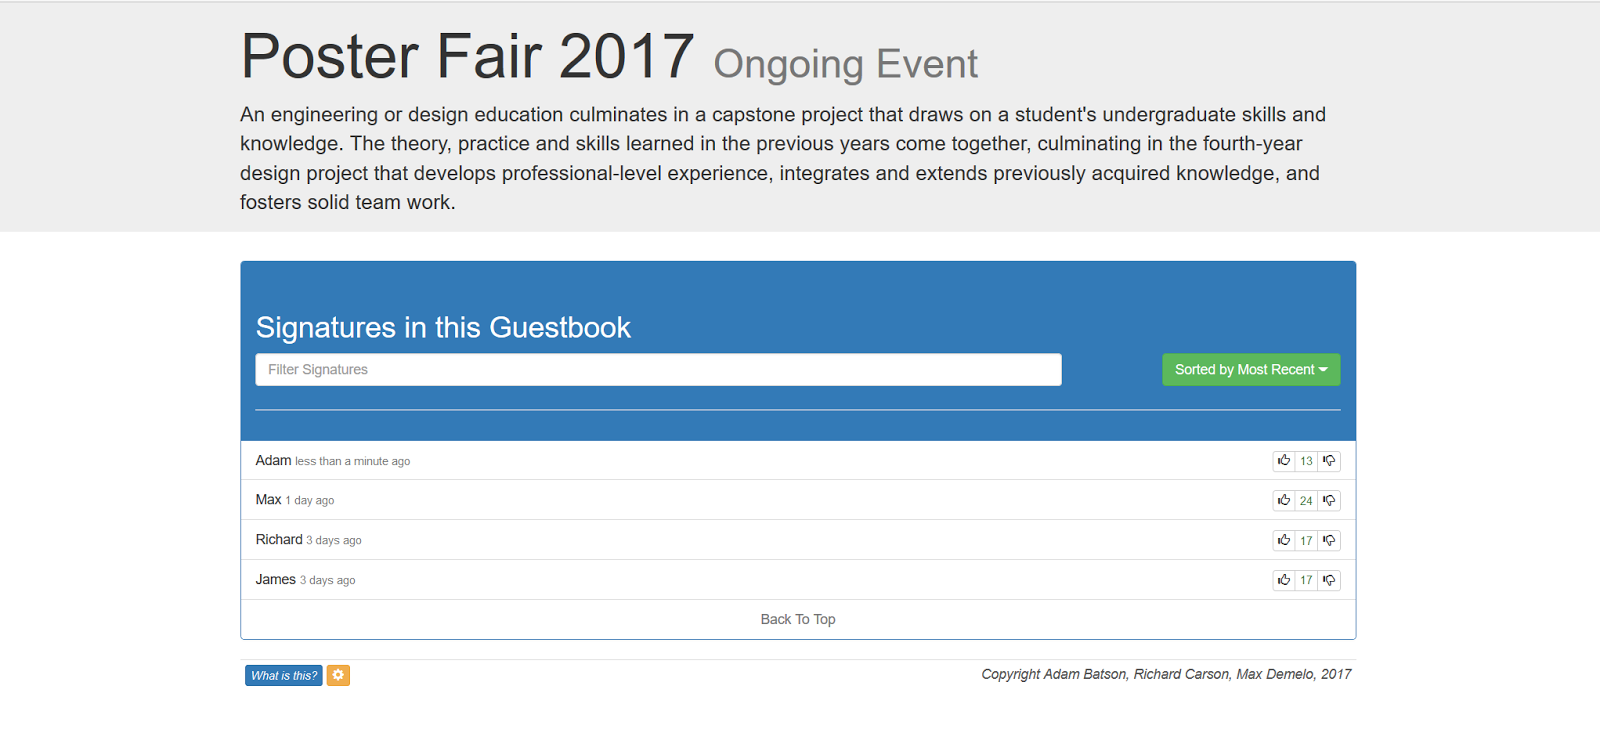 Poster Fair 2017 Ongoing Event
An engineering or design education culminates in a capstone project that draws on a student's undergraduate skills and
knowledge. The theory, practice and skills learned in the previous years come together, culminating in the fourth-year
design project that develops professional-level experience, integrates and extends previously acquired knowledge, and
fosters solid team work.
Signatures in this Guestbook
Filter Signatures
Sorted by Most Recent
Adam less than a minute ago
13
Max 1 day ago
24
Richard 3 days ago
17
James 3 days ago
17
Back To Top
What is this?
Copyright Adam Batson, Richard Carson, Max Demelo, 2017